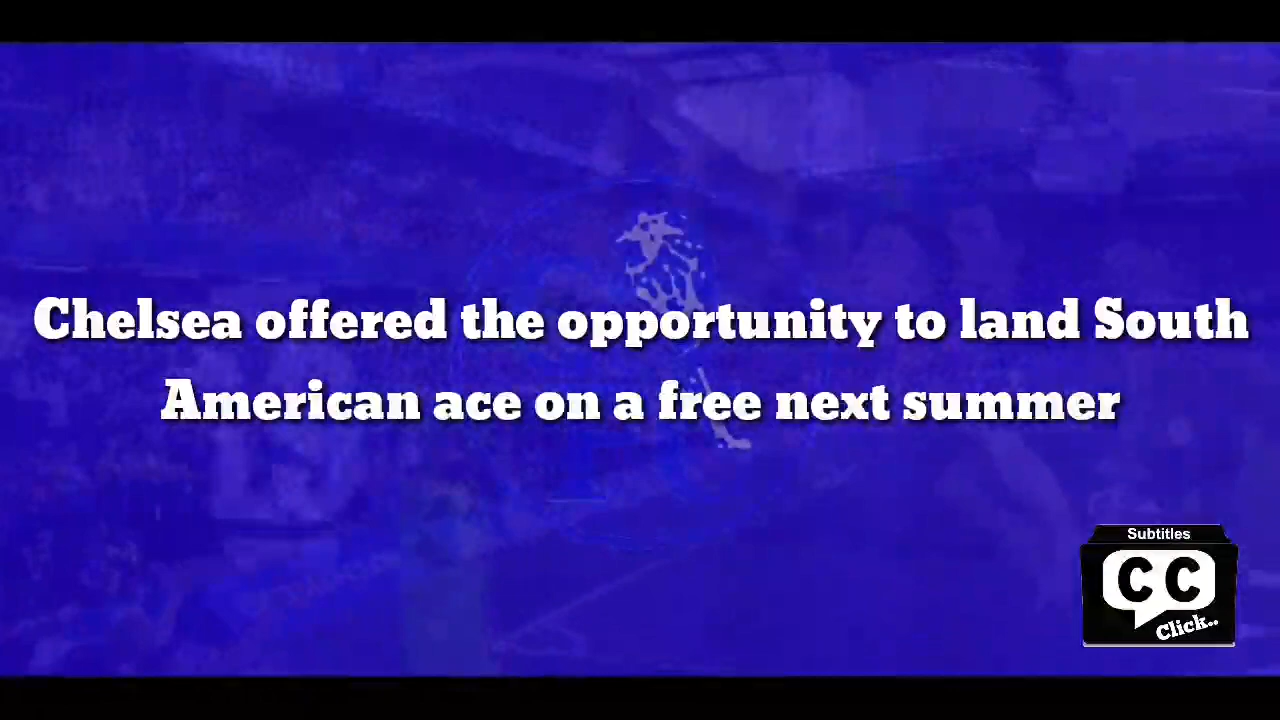 Chelsea offered the opportunity to land South
American ace on a free next summer
Subtitles
CC
Click..